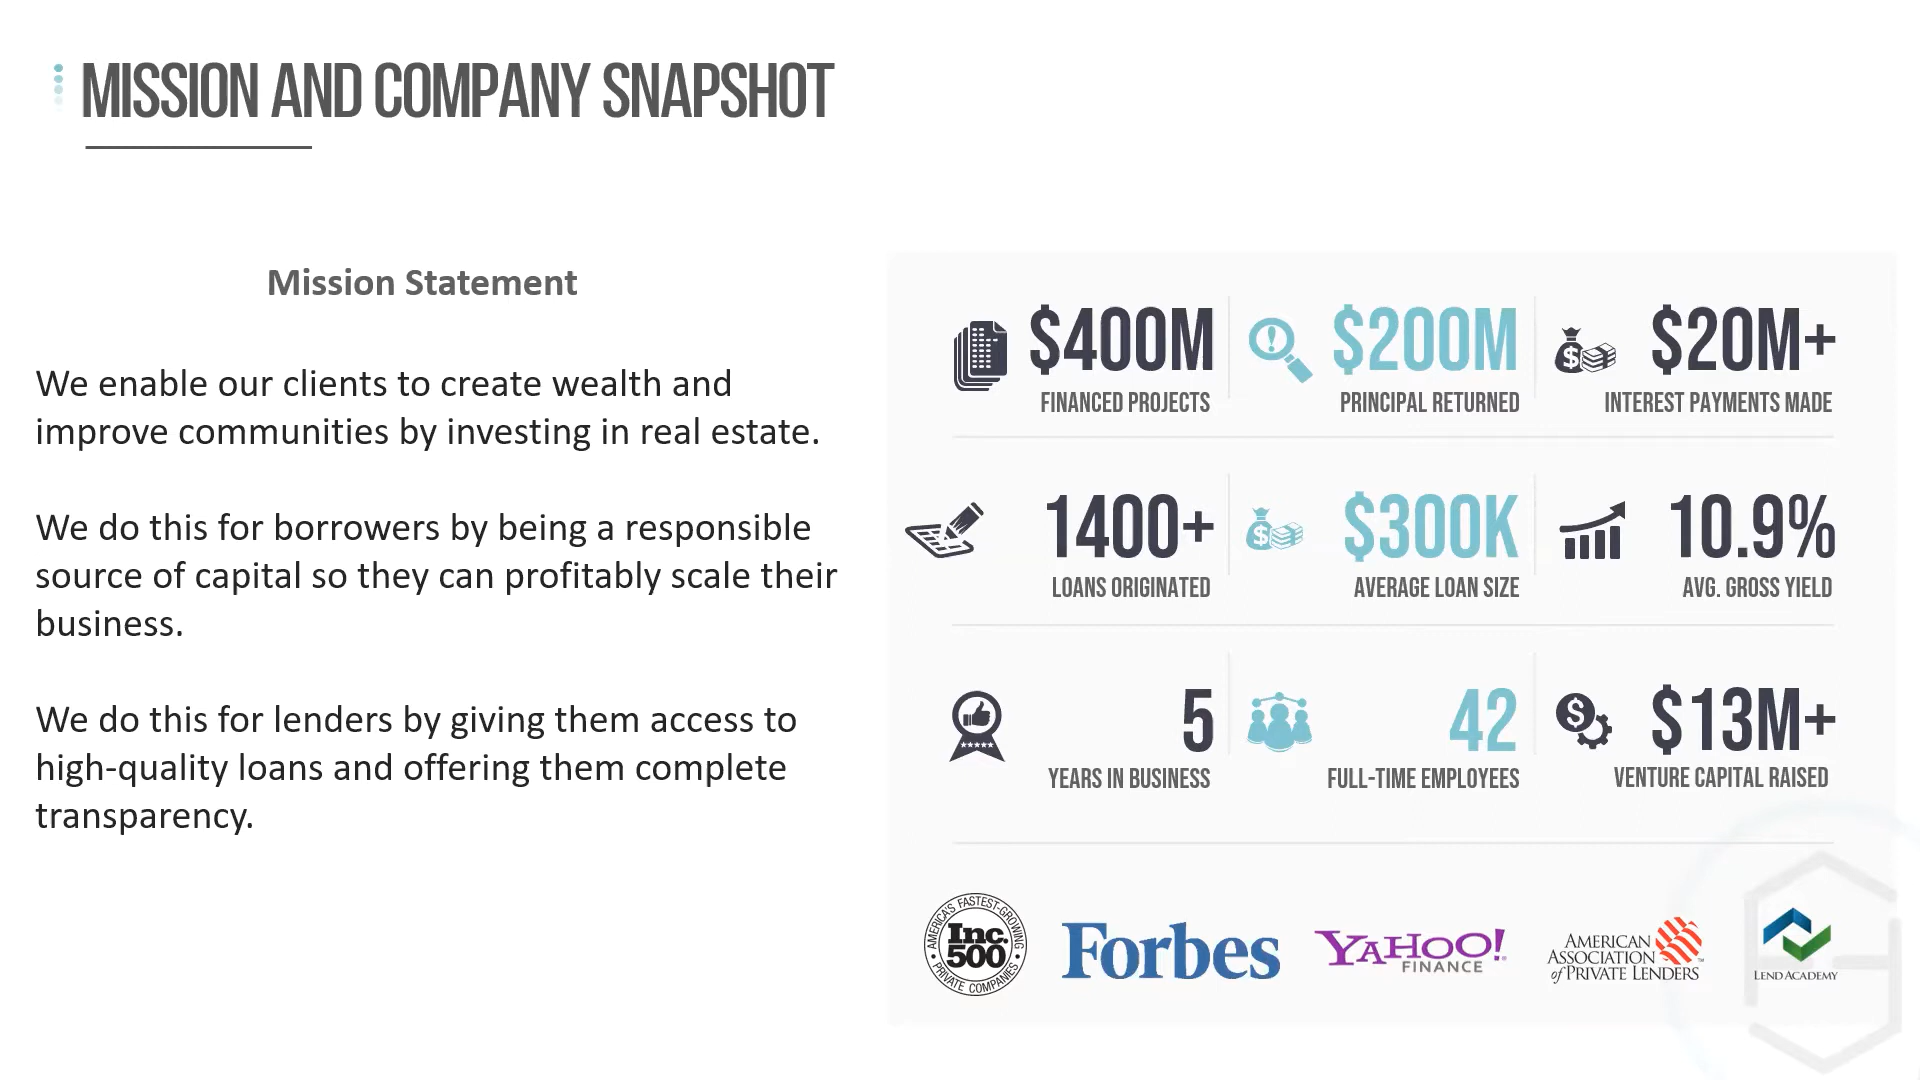 MISSION AND COMPANY SNAPSHOT
Mission Statement
We enable our clients to create wealth and
improve communities by investing in real estate.
We do this for borrowers by being a responsible
source of capital so they can profitably scale their
business.
We do this for lenders by giving them access to
high-quality loans and offering them complete
transparency.
$400M
FINANCED PROJECTS
$200M
PRINCIPAL RETURNED
$20M+
INTEREST PAYMENTS MADE
1400+
LOANS ORIGINATED
$300K
AVERAGE LOAN SIZE
10.9%
AVG. GROSS YIELD
5
YEARS IN BUSINESS
42
FULL-TIME EMPLOYEES
$13M+
VENTURE CAPITAL RAISED
AMERICA'S FASTEST-GROWING
Inc.
500
PRIVATE COMPANIES
Forbes
YAHOO!
FINANCE
AMERICAN
ASSOCIATION
of PRIVATE LENDERS
LEND ACADEMY